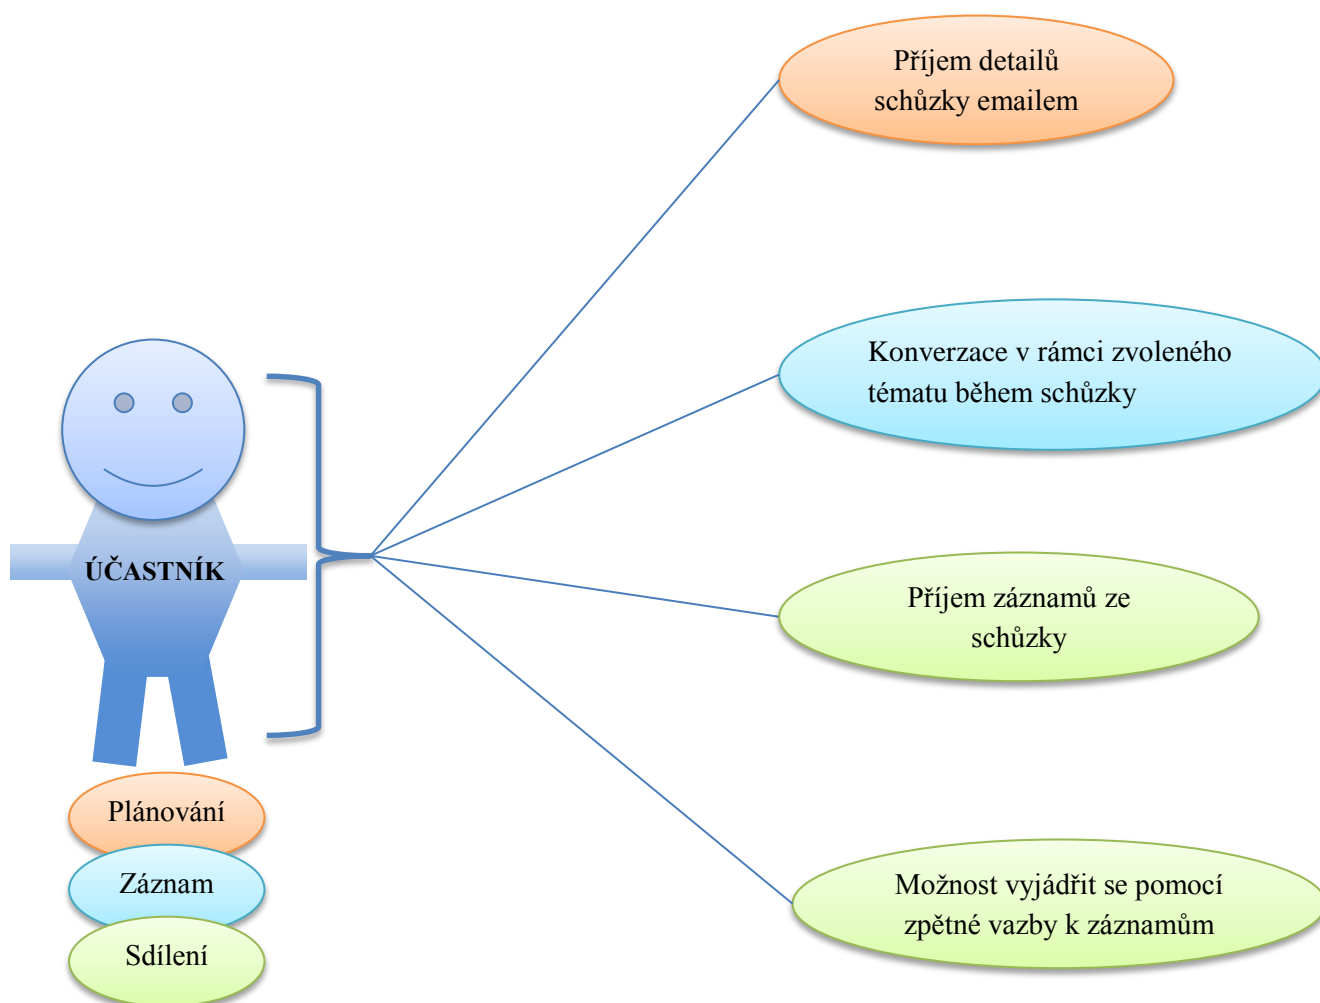 Příjem detailů
schůzky emailem
Konverzace v rámci zvoleného
tématu během schůzky
ÚČASTNÍK
Příjem záznamů ze
schůzky
Plánování
Záznam
Sdílení
Možnost vyjádřit se pomocí
zpětné vazby k záznamům